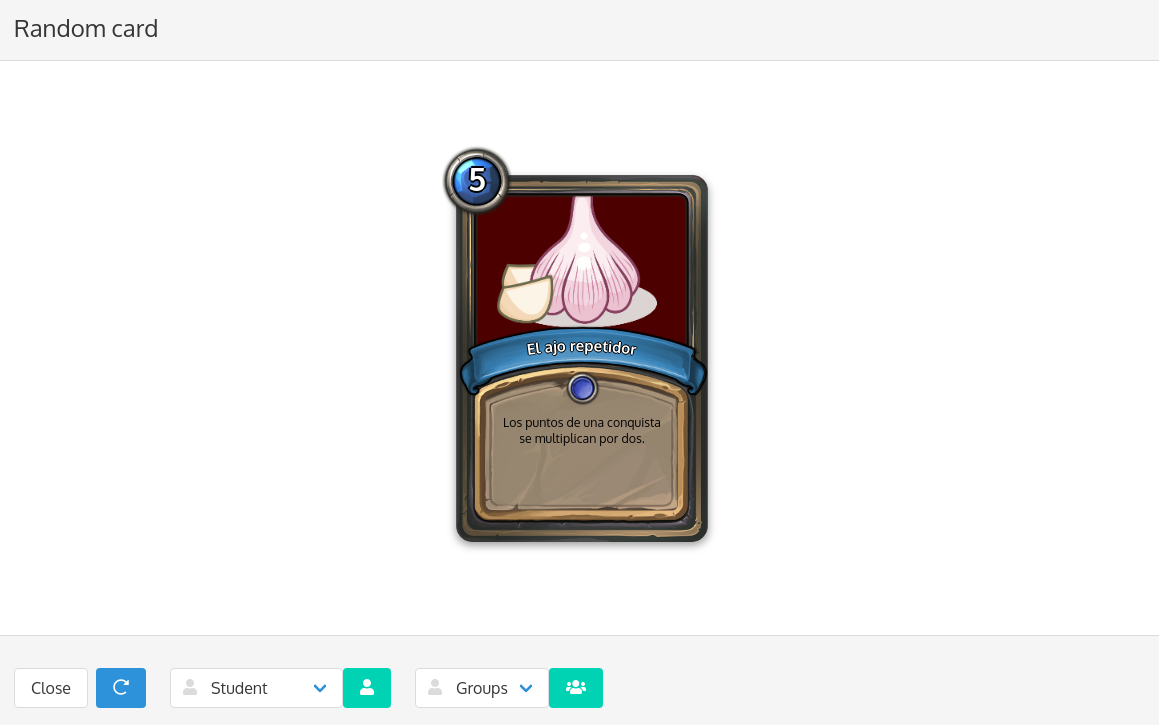 Random card
5
El ajo repetidor
Los puntos de una conquista
se multiplican por dos.
Close
Student
Groups